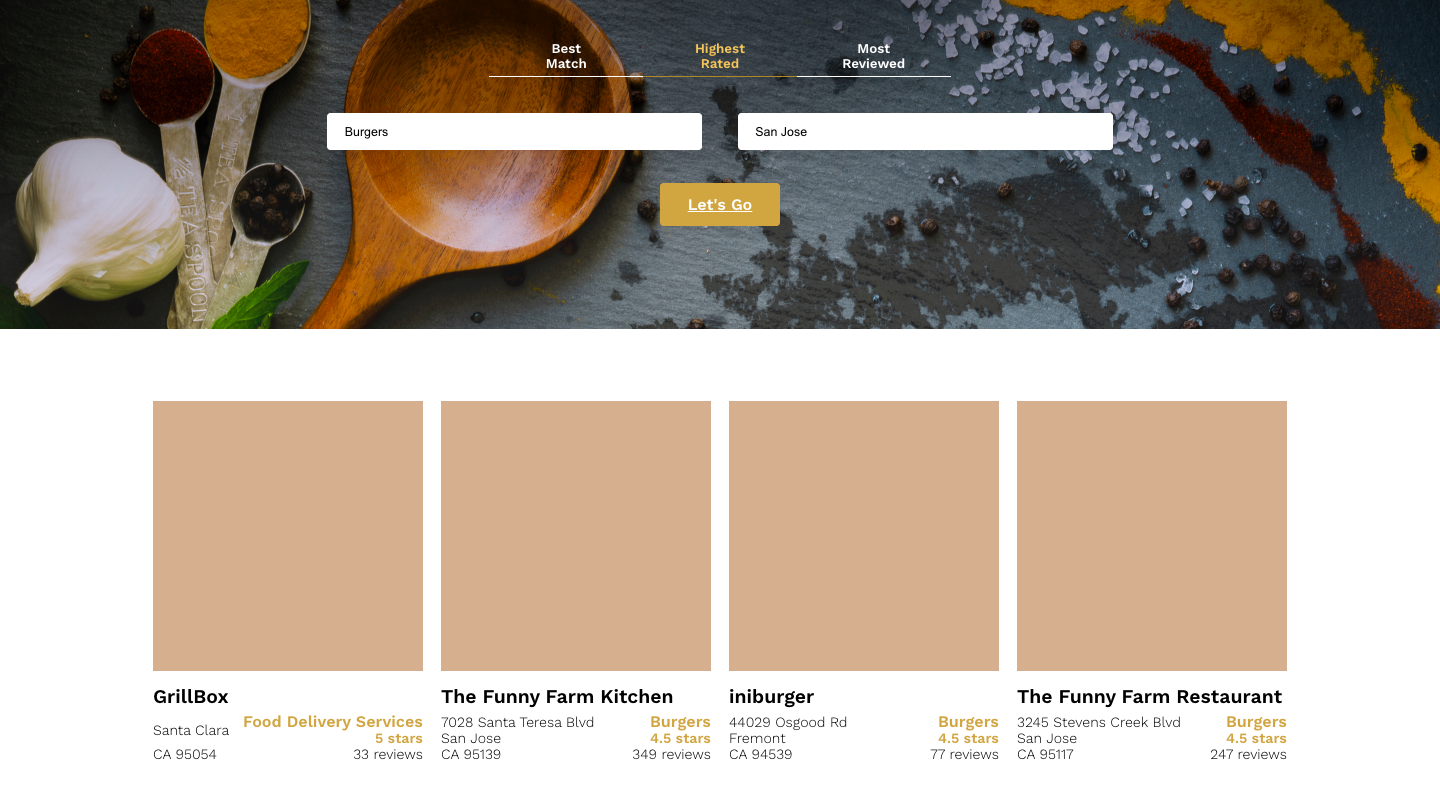 Best
Match
Highest
Rated
Most
Reviewed
Burgers
San Jose
Let's Go
TEASPOON
GrillBox
Santa Clara
CA 95054
Food Delivery Services
5 stars
33 reviews
The Funny Farm Kitchen
7028 Santa Teresa Blvd
San Jose
CA 95139
Burgers
4.5 stars
349 reviews
iniburger
44029 Osgood Rd
Fremont
CA 94539
Burgers
4.5 stars
77 reviews
The Funny Farm Restaurant
3245 Stevens Creek Blvd
San Jose
CA 95117
Burgers
4.5 stars
247 reviews